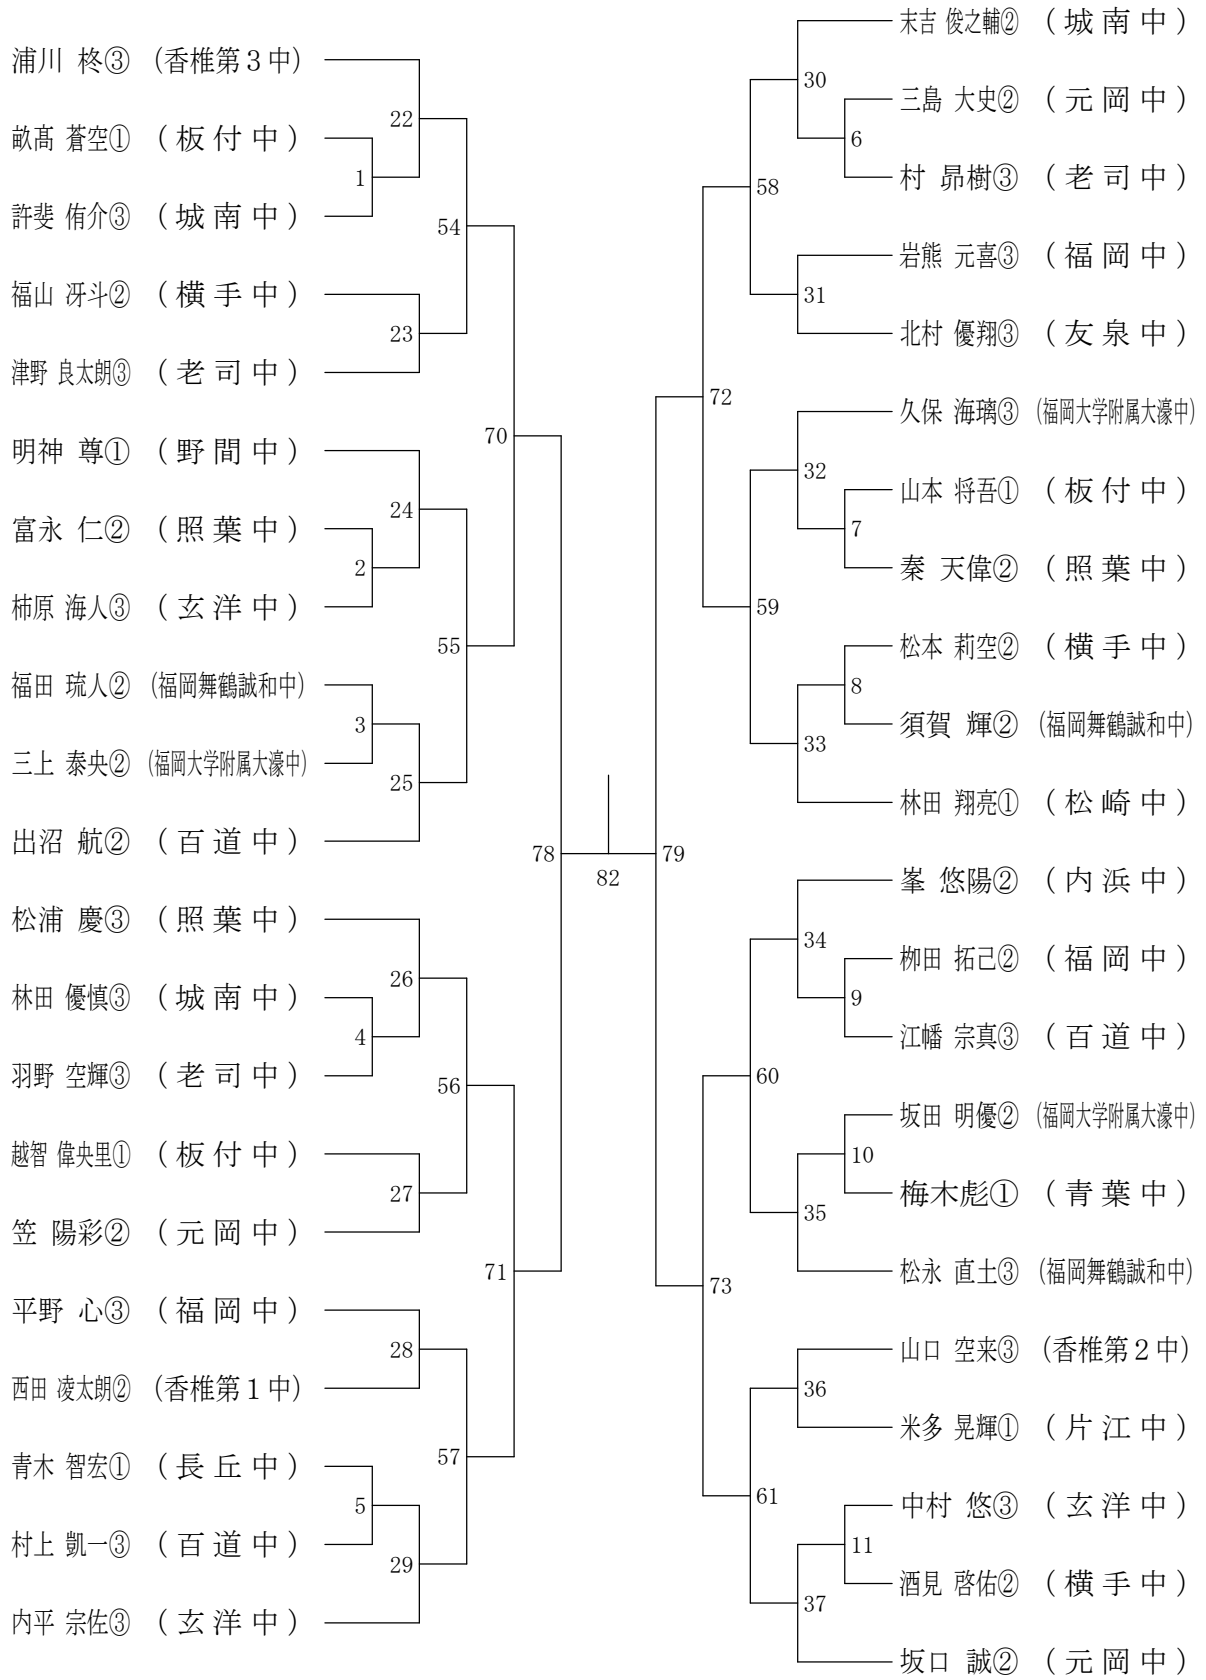 浦川 柊③ (香椎第３中)
畝髙 蒼空① (板付中)
許斐 侑介③ (城南中)
福山 冴斗② (横手中)
津野 良太朗③ (老司中)
明神 尊① (野間中)
富永 仁② (照葉中)
柿原 海人③ (玄洋中)
福田 琉人② (福岡舞鶴誠和中)
三上 泰央② (福岡大学附属大濠中)
出沼 航② (百道中)
松浦 慶③ (照葉中)
林田 優慎③ (城南中)
羽野 空輝③ (老司中)
越智 偉央里① (板付中)
笠 陽彩② (元岡中)
平野 心③ (福岡中)
西田 凌太朗② (香椎第１中)
青木 智宏① (長丘中)
村上 凱一③ (百道中)
内平 宗佐③ (玄洋中)
1
2
3
4
5
22
23
24
25
26
27
28
29
54
55
56
57
70
71
78
82
79
72
73
58
59
60
61
30
31
32
33
34
35
36
37
6
7
8
9
10
11
末吉 俊之輔② (城南中)
三島 大史② (元岡中)
村 昴樹③ (老司中)
岩熊 元喜③ (福岡中)
北村 優翔③ (友泉中)
久保 海璃③ (福岡大学附属大濠中)
山本 将吾① (板付中)
秦 天偉② (照葉中)
松本 莉空② (横手中)
須賀 輝② (福岡舞鶴誠和中)
林田 翔亮① (松崎中)
峯 悠陽② (内浜中)
栁田 拓己② (福岡中)
江幡 宗真③ (百道中)
坂田 明優② (福岡大学附属大濠中)
梅木彪① (青葉中)
松永 直土③ (福岡舞鶴誠和中)
山口 空来③ (香椎第２中)
米多 晃輝① (片江中)
中村 悠③ (玄洋中)
酒見 啓佑② (横手中)
坂口 誠② (元岡中)